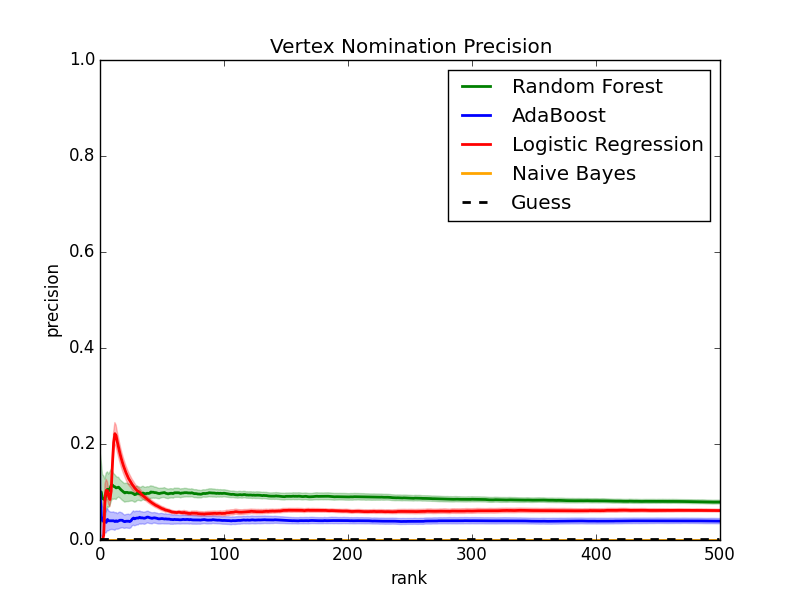 Vertex Nomination Precision
1.0
0.8
0.6
0.4
0.2
0.0
precision
Random Forest
AdaBoost
Logistic Regression
Naive Bayes
Guess
0
100
200
300
400
500
rank